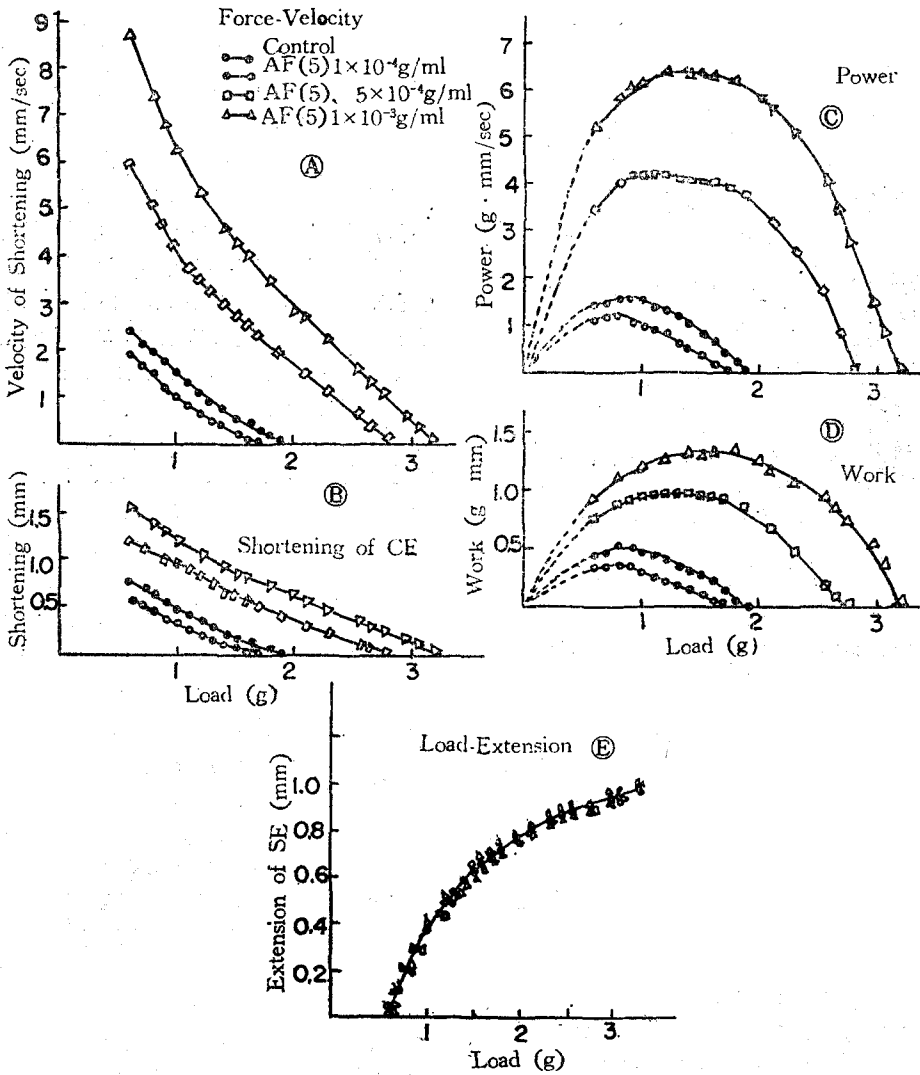 Force-Velocity
Control
AF(5) 1×10⁻⁴g/ml
AF(5)、5×10⁻⁴g/ml
AF(5) 1×10⁻³g/ml
Velocity of Shortening (mm/sec)
9
8
7
6
5
4
3
2
1
Ⓐ
1 2 3
Shortening (mm)
1.5
1.0
0.5
Ⓑ
Shortening of CE
1 2 3
Load (g)
Power (g · mm/sec)
7
6
5
4
3
2
1
Power
Ⓒ
1 2 3
Work (g mm)
1.5
1.0
0.5
Ⓓ
Work
1 2 3
Load (g)
Load-Extension Ⓔ
Extension of SE (mm)
1.0
0.8
0.6
0.4
0.2
1 2 3
Load (g)